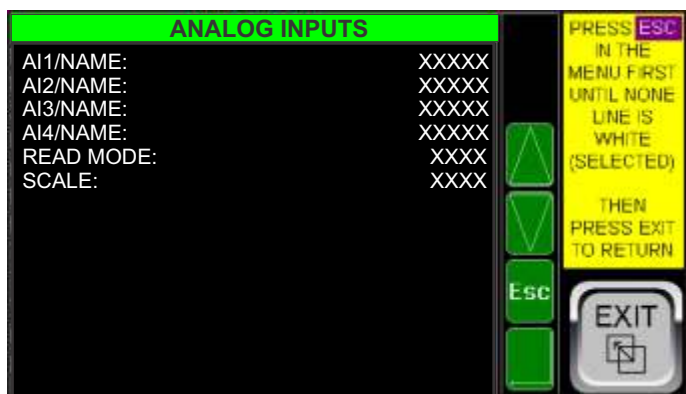 ANALOG INPUTS
AI1/NAME: XXXXX
AI2/NAME: XXXXX
AI3/NAME: XXXXX
AI4/NAME: XXXXX
READ MODE: XXXX
SCALE: XXXX
Esc
PRESS ESC
IN THE
MENU FIRST
UNTIL NONE
LINE IS
WHITE
(SELECTED)
THEN
PRESS EXIT
TO RETURN
EXIT